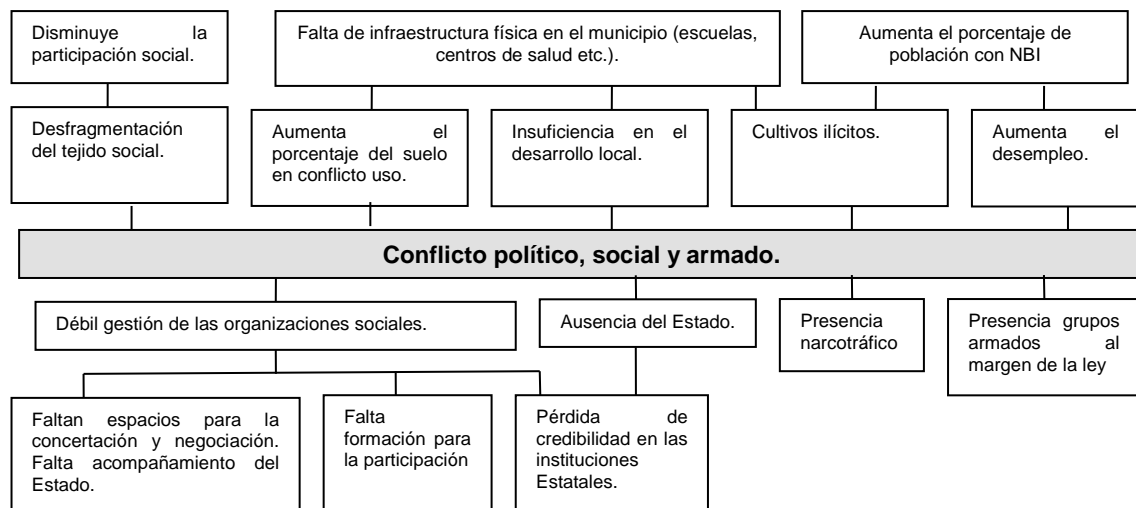 Disminuye la
participación social.
Falta de infraestructura física en el municipio (escuelas,
centros de salud etc.).
Aumenta el porcentaje de
población con NBI
Desfragmentación
del tejido social.
Aumenta el
porcentaje del suelo
en conflicto uso.
Insuficiencia en el
desarrollo local.
Cultivos ilícitos.
Aumenta el
desempleo.
Conflicto político, social y armado.
Débil gestión de las organizaciones sociales.
Ausencia del Estado.
Presencia
narcotráfico
Presencia grupos
armados al
margen de la ley
Faltan espacios para la
concertación y negociación.
Falta acompañamiento del
Estado.
Falta
formación para
la participación
Pérdida de
credibilidad en las
instituciones
Estatales.